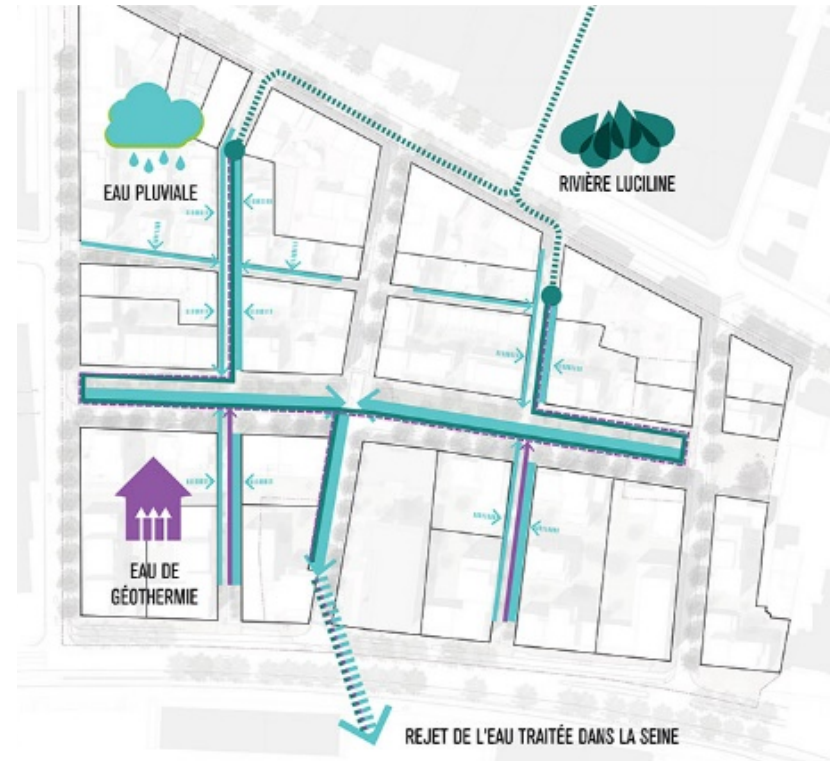 EAU PLUVIALE
RIVIÈRE LUCILINE
EAU DE
GÉOTHERMIE
REJET DE L'EAU TRAITÉE DANS LA SEINE